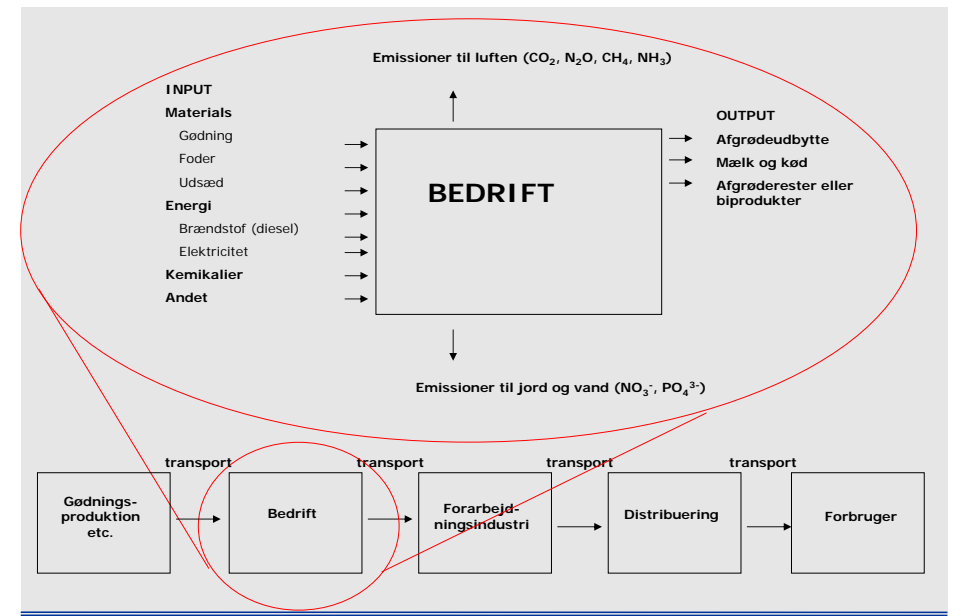 Emissioner til luften (CO₂, N₂O, CH₄, NH₃)
INPUT
Materials
Gødning
Foder
Udsæd
Energi
Brændstof (diesel)
Elektricitet
Kemikalier
Andet
BEDRIFT
OUTPUT
Afgrødeudbytte
Mælk og kød
Afgrøderester eller
biprodukter
Emissioner til jord og vand (NO₃⁻, PO₄³⁻)
transport
transport
transport
transport
Gødnings-
produktion
etc.
Bedrift
Forarbejd-
ningsindustri
Distribuering
Forbruger